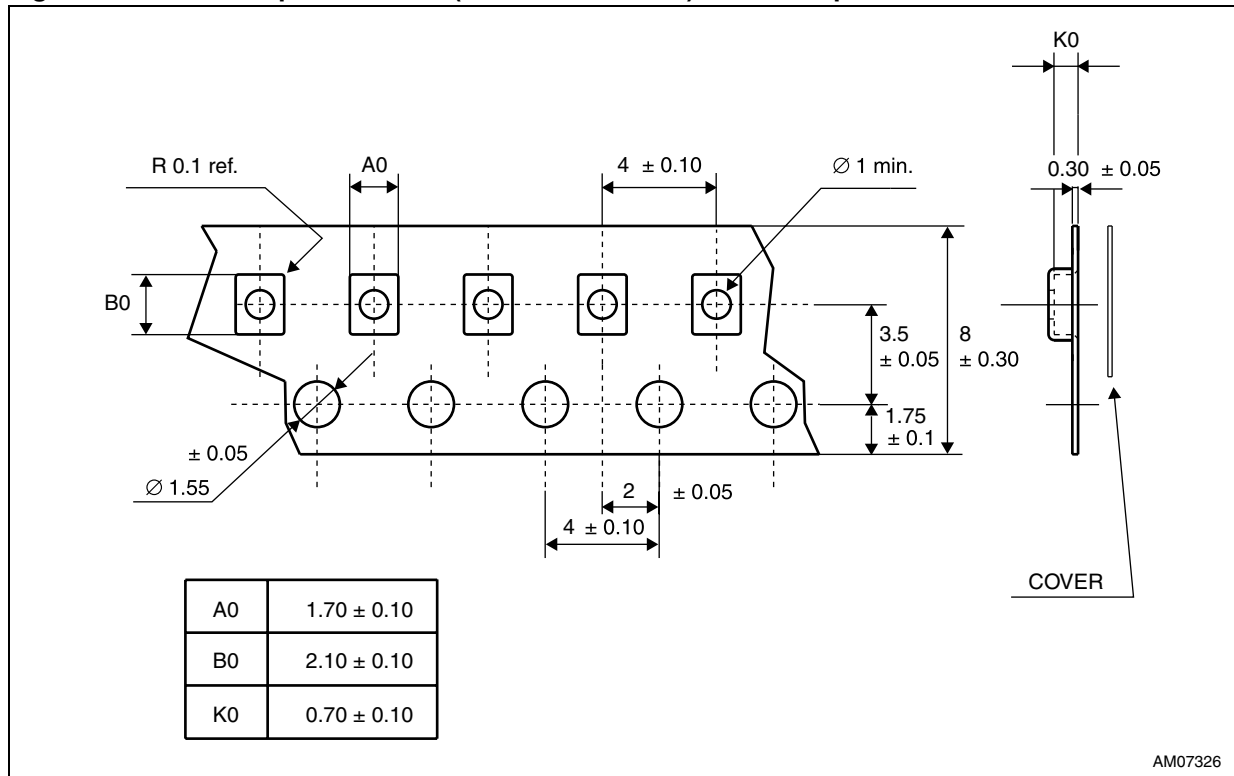 K0
R 0.1 ref.
A0
4 ± 0.10
∅ 1 min.
0.30 ± 0.05
B0
3.5
± 0.05
8
± 0.30
1.75
± 0.1
± 0.05
∅ 1.55
2 ± 0.05
4 ± 0.10
COVER
A0 1.70 ± 0.10
B0 2.10 ± 0.10
K0 0.70 ± 0.10
AM07326